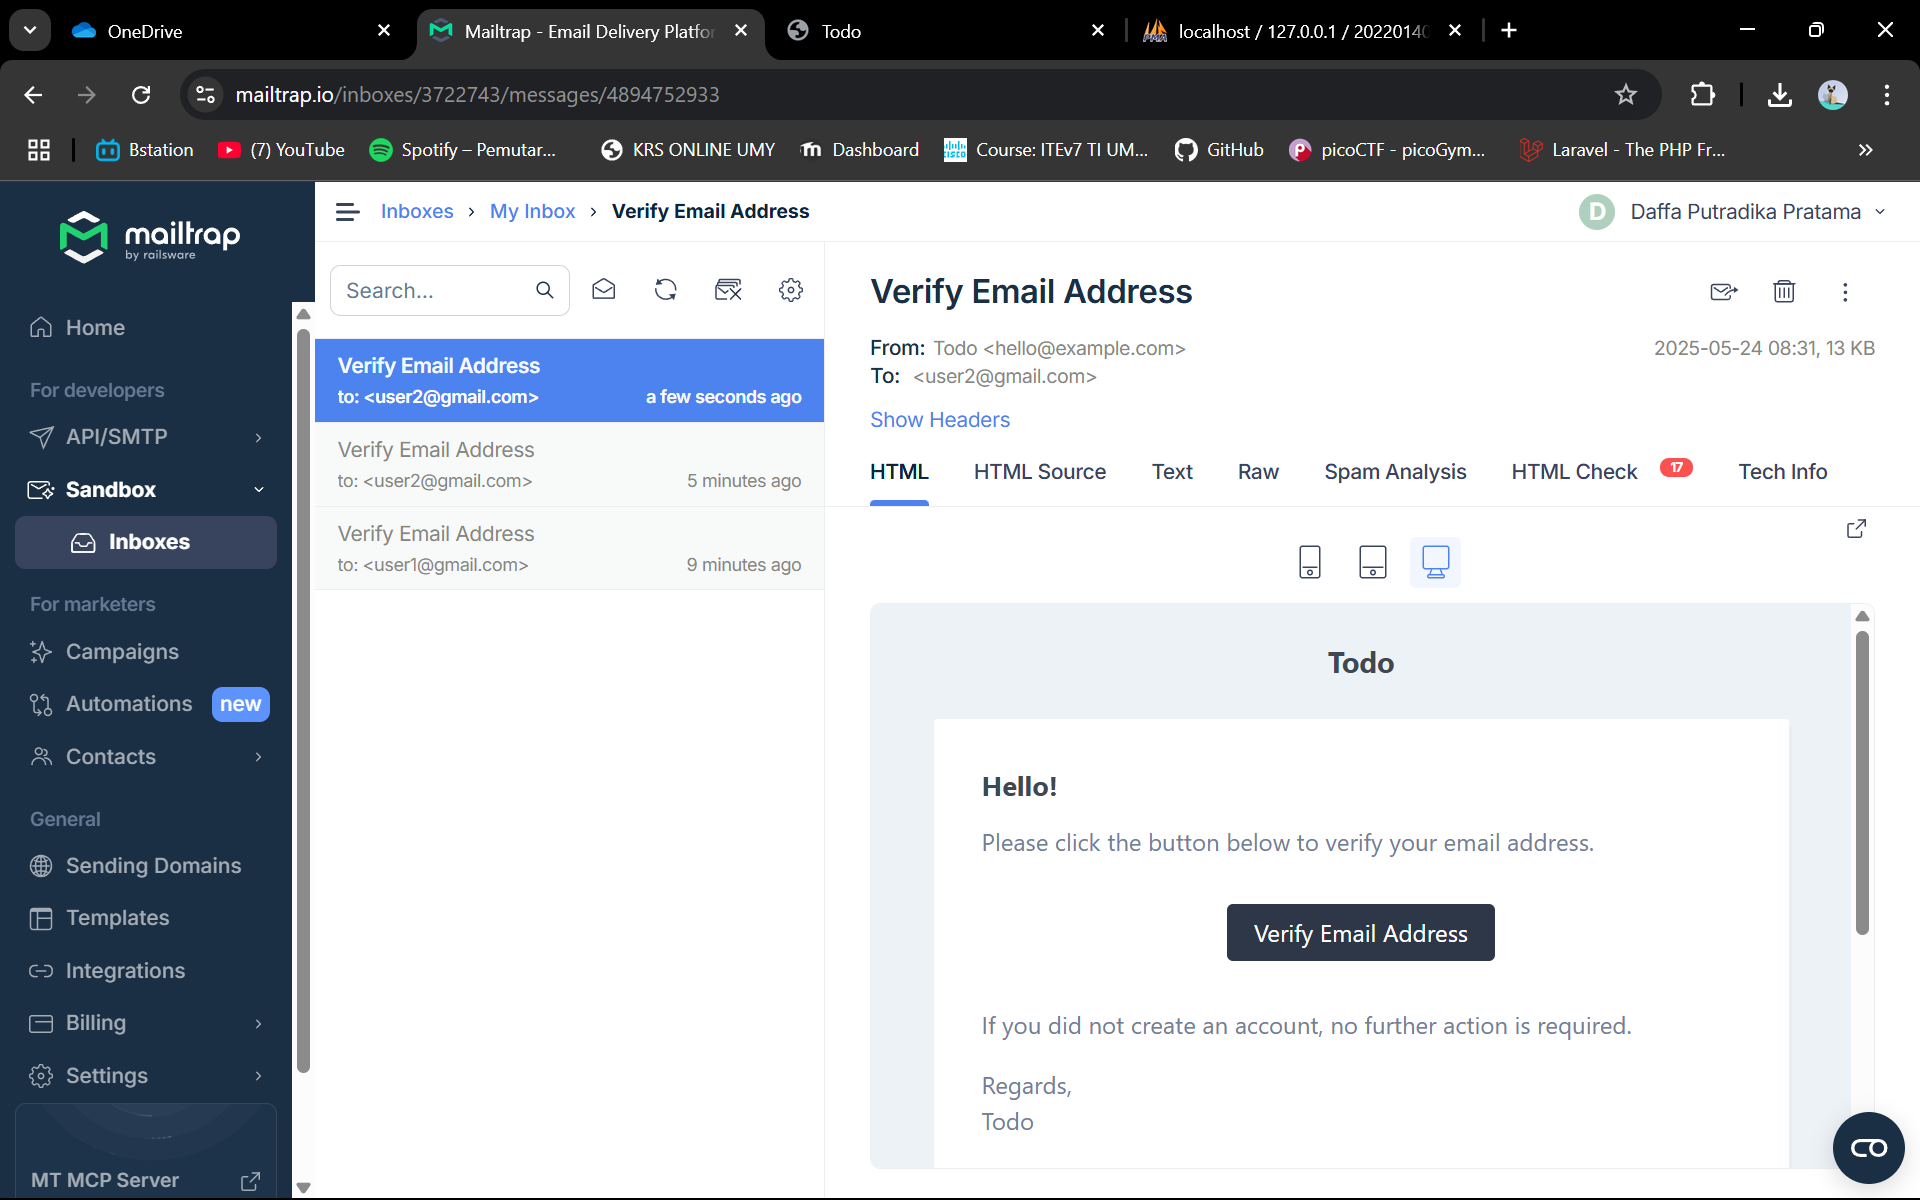 OneDrive
Mailtrap - Email Delivery Platfor
Todo
localhost / 127.0.0.1 / 2022014
mailtrap.io/inboxes/3722743/messages/4894752933
Bstation
(7) YouTube
Spotify – Pemutar...
KRS ONLINE UMY
Dashboard
Course: ITEv7 TI UM...
GitHub
picoCTF - picoGym...
Laravel - The PHP Fr...
mailtrap
by railsware
Home
For developers
API/SMTP
Sandbox
Inboxes
For marketers
Campaigns
Automations new
Contacts
General
Sending Domains
Templates
Integrations
Billing
Settings
MT MCP Server
Inboxes › My Inbox › Verify Email Address
D Daffa Putradika Pratama
Search...
Verify Email Address
to: <user2@gmail.com> a few seconds ago
Verify Email Address
to: <user2@gmail.com> 5 minutes ago
Verify Email Address
to: <user1@gmail.com> 9 minutes ago
Verify Email Address
From: Todo <hello@example.com>
2025-05-24 08:31, 13 KB
To: <user2@gmail.com>
Show Headers
HTML HTML Source Text Raw Spam Analysis HTML Check 17 Tech Info
Todo
Hello!
Please click the button below to verify your email address.
Verify Email Address
If you did not create an account, no further action is required.
Regards,
Todo